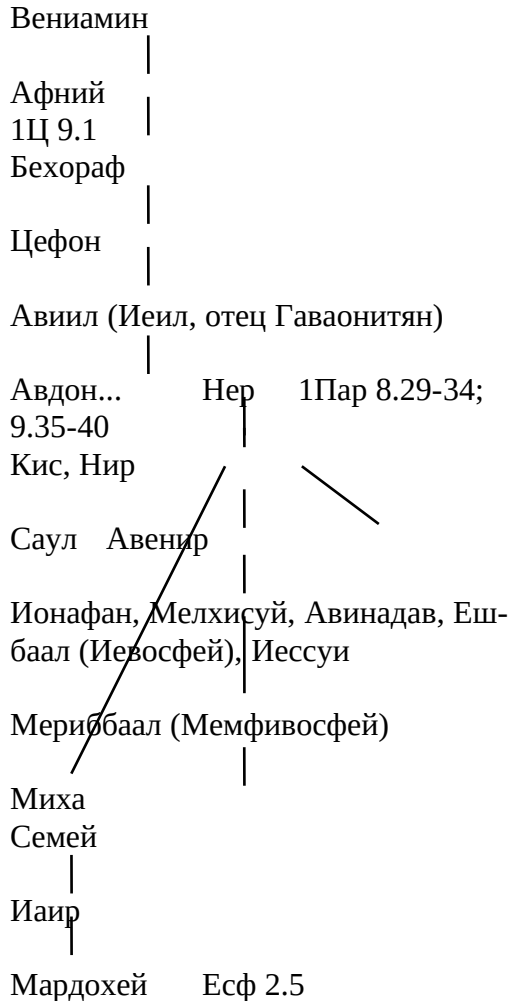 Вениамин
Афний
1Ц 9.1
Бехораф
Цефон
Авиил (Иеил, отец Гаваонитян)
Авдон... Нер 1Пар 8.29-34;
9.35-40
Кис, Нир
Саул Авенир
Ионафан, Мелхисуй, Авинадав, Еш-
баал (Иевосфей), Иессуи
Мериббаал (Мемфивосфей)
Миха
Семей
Иаир
Мардохей Есф 2.5